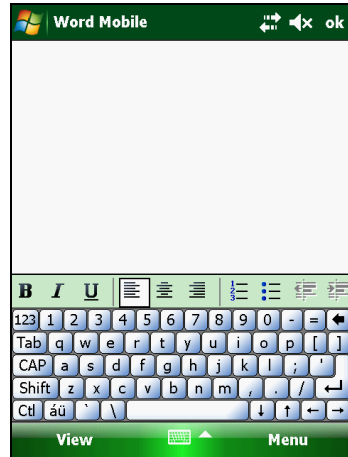 Word Mobile ok
B I U
123 1 2 3 4 5 6 7 8 9 0 - =
Tab q w e r t y u i o p [ ]
CAP a s d f g h j k l ; '
Shift z x c v b n m , . /
Ctl áü ` \
View Menu